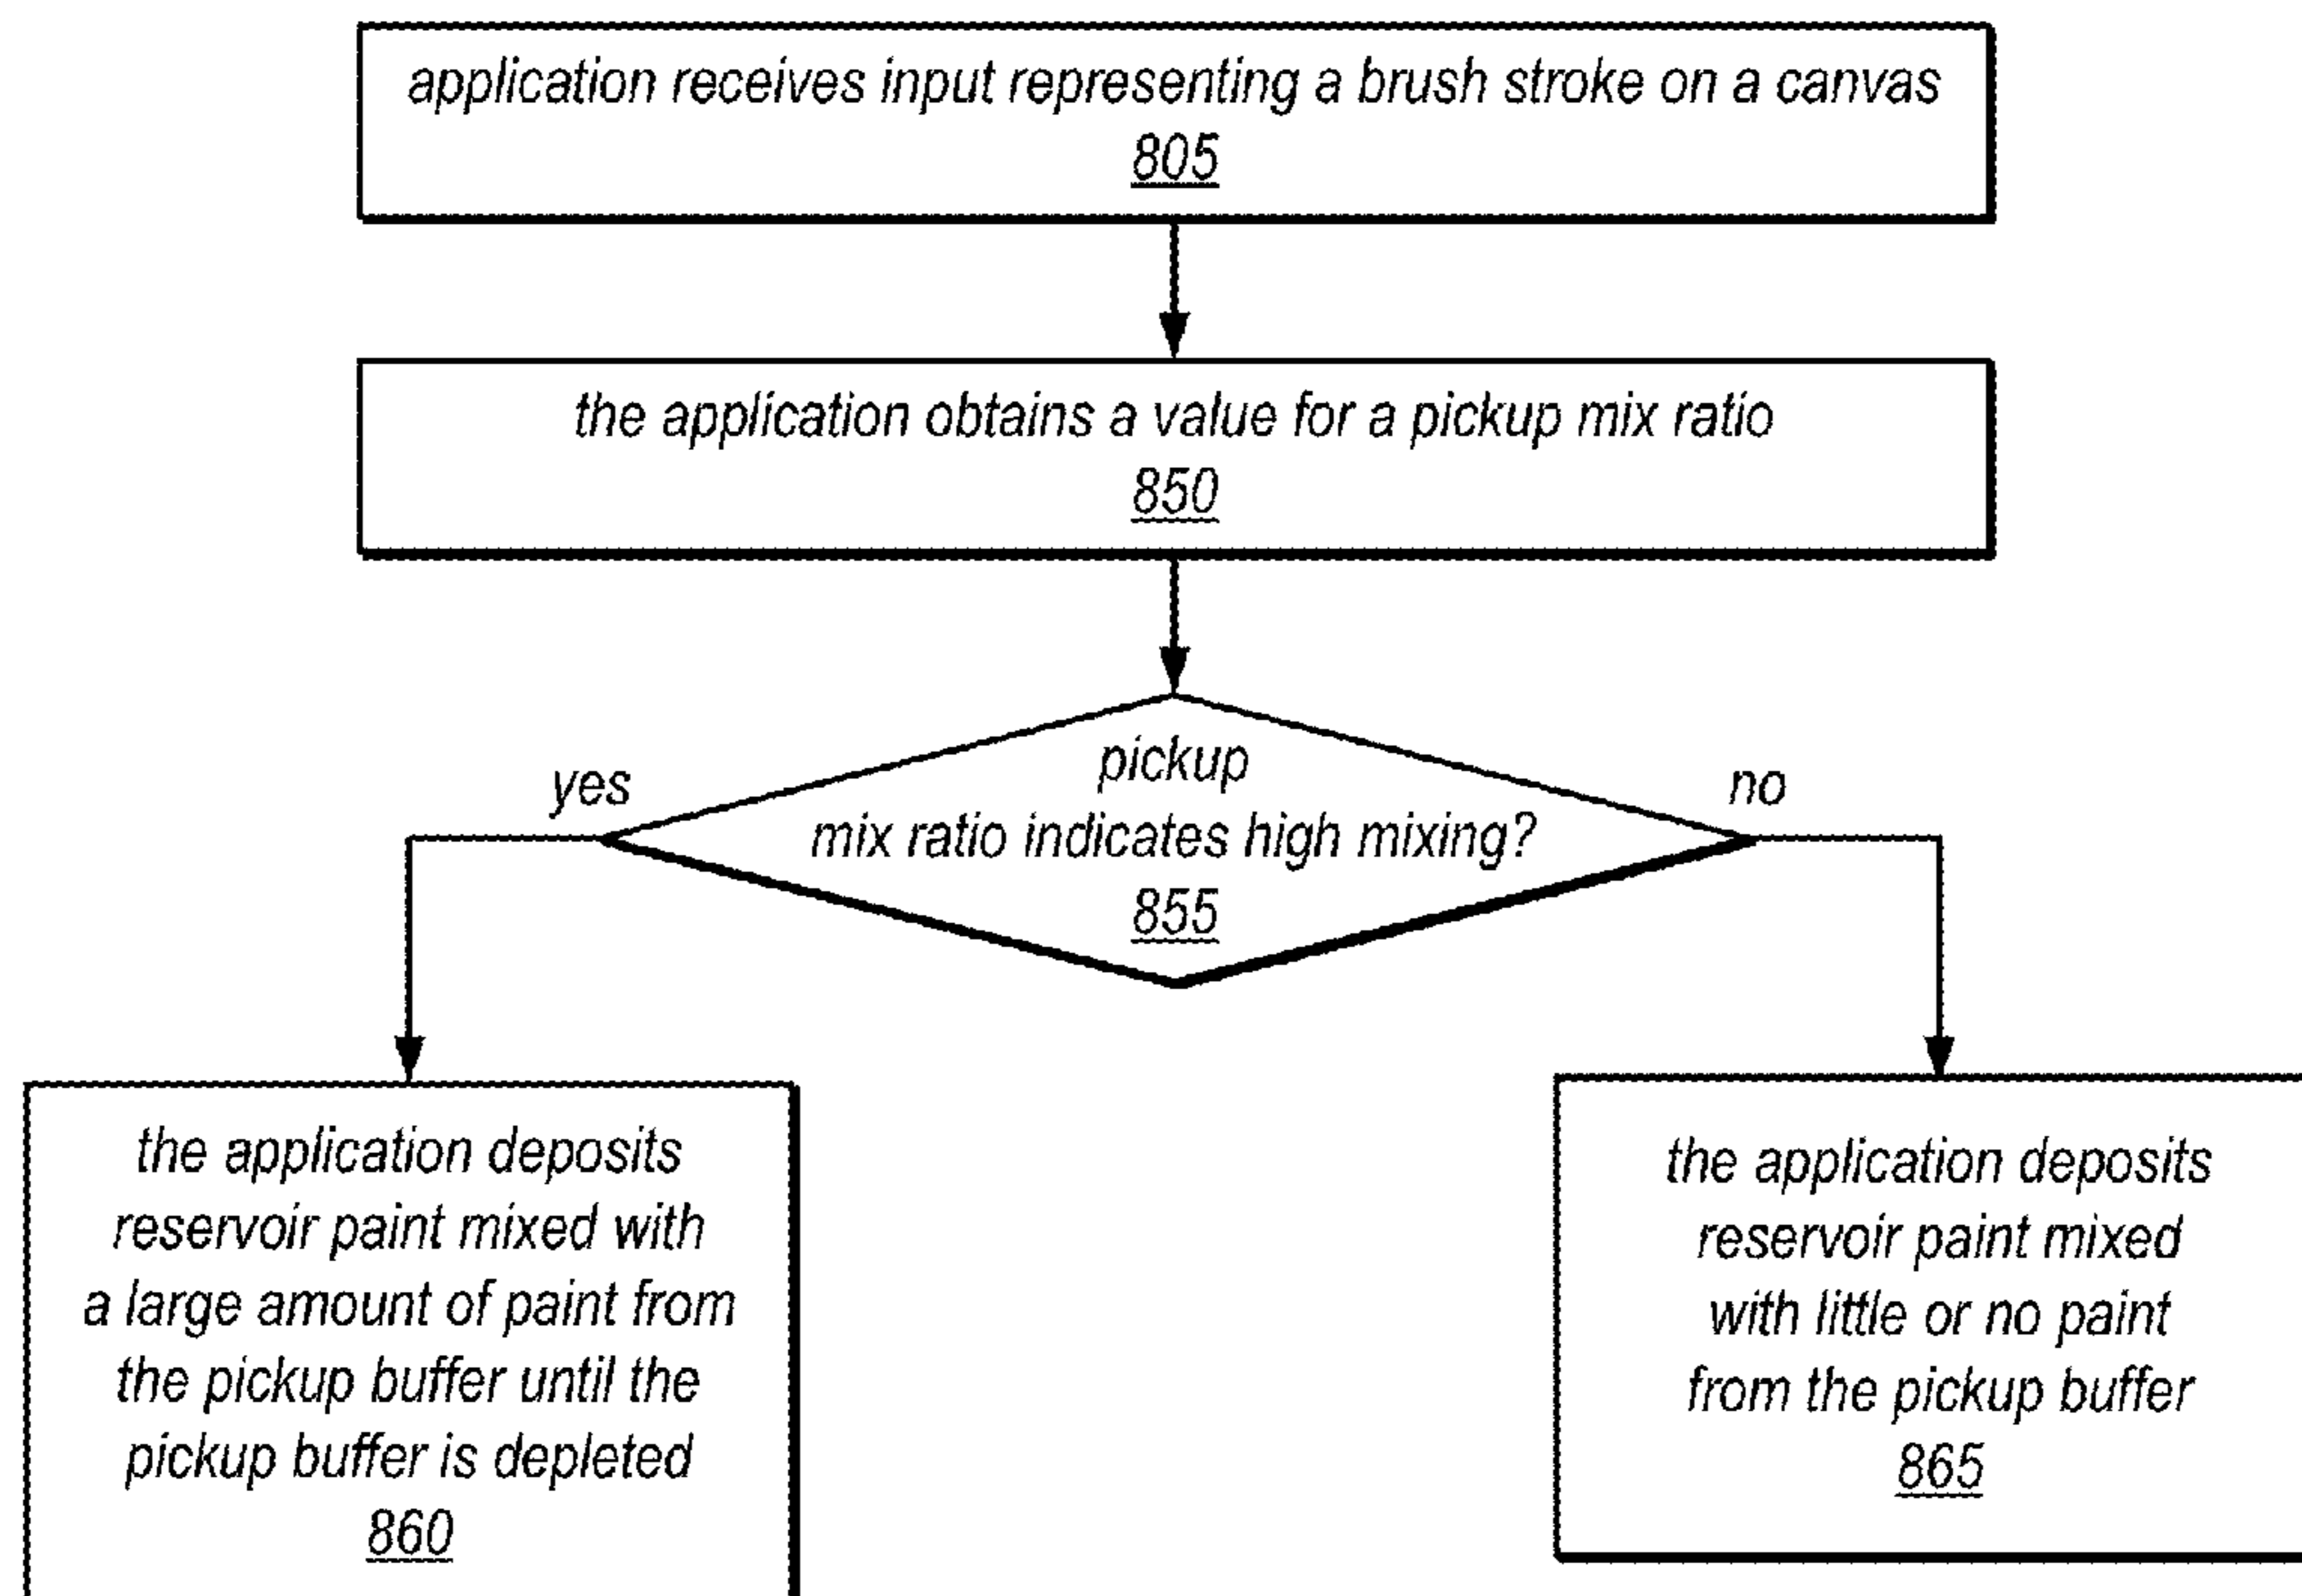 application receives input representing a brush stroke on a canvas
805
the application obtains a value for a pickup mix ratio
850
pickup
yes
no
mix ratio indicates high mixing?
855
the application deposits
reservoir paint mixed with
a large amount of paint from
the pickup buffer until the
pickup buffer is depleted
860
the application deposits
reservoir paint mixed
with little or no paint
from the pickup buffer
865